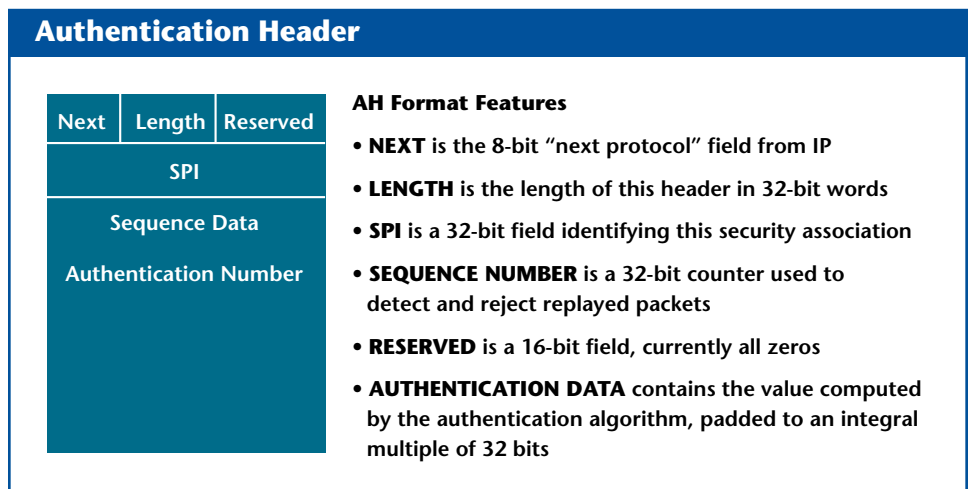 Authentication Header
Next Length Reserved
SPI
Sequence Data
Authentication Number
AH Format Features
• NEXT is the 8-bit “next protocol” field from IP
• LENGTH is the length of this header in 32-bit words
• SPI is a 32-bit field identifying this security association
• SEQUENCE NUMBER is a 32-bit counter used to
detect and reject replayed packets
• RESERVED is a 16-bit field, currently all zeros
• AUTHENTICATION DATA contains the value computed
by the authentication algorithm, padded to an integral
multiple of 32 bits